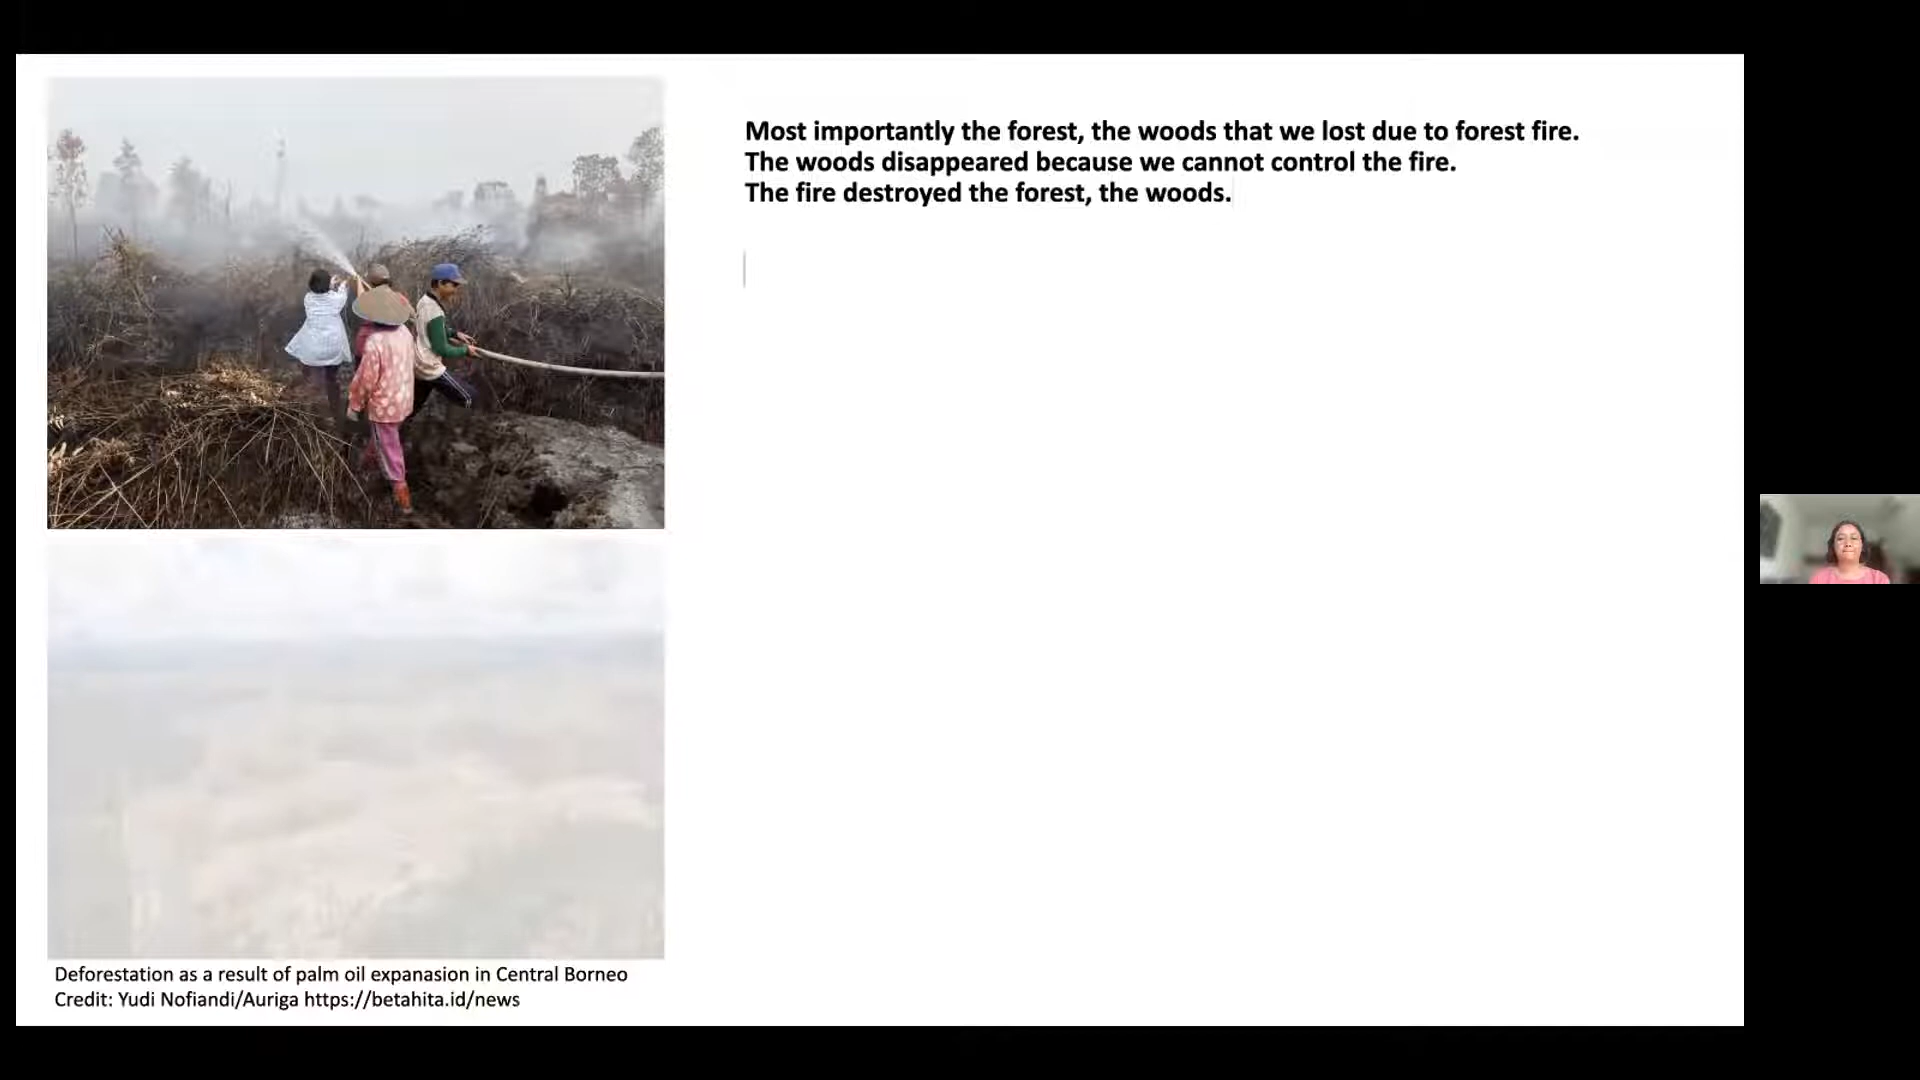 Most importantly the forest, the woods that we lost due to forest fire.
The woods disappeared because we cannot control the fire.
The fire destroyed the forest, the woods.
Deforestation as a result of palm oil expanasion in Central Borneo
Credit: Yudi Nofiandi/Auriga https://betahita.id/news